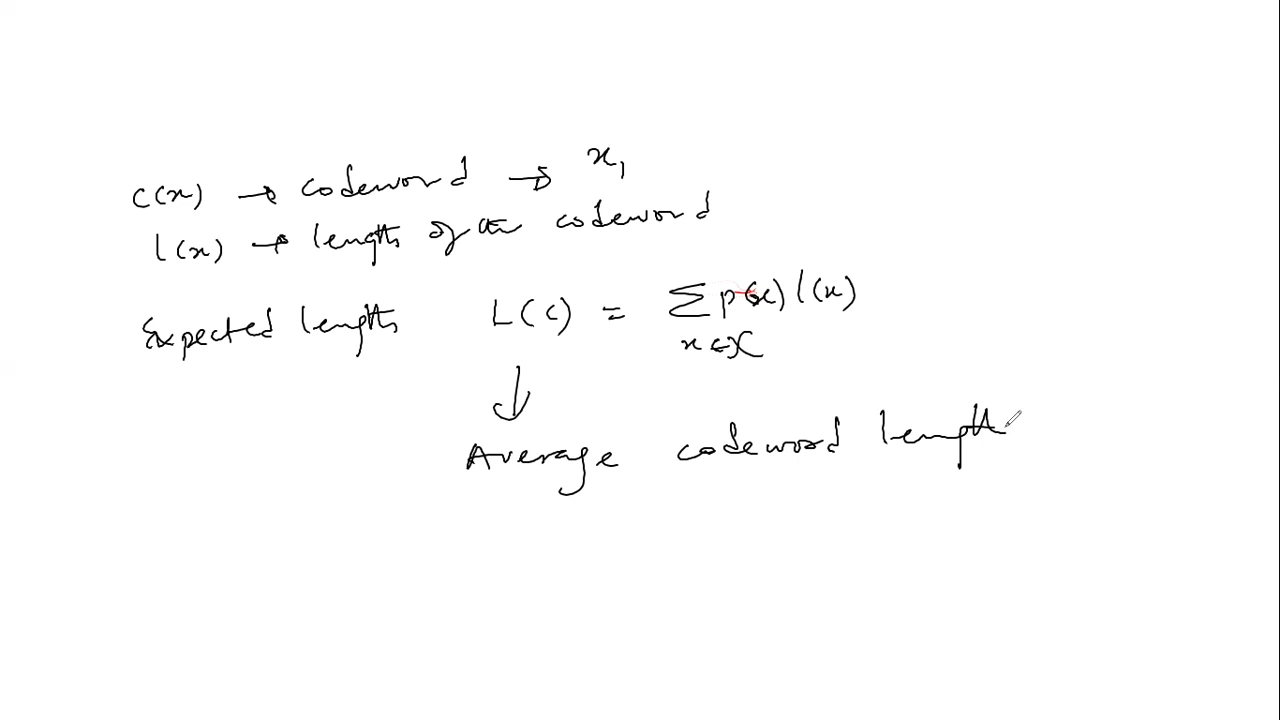 c(x) → codeword → x₁
l(x) → length of the codeword
Expected length L(c) = ∑ p(x) l(x)
x ∈ X
↓
Average codeword length